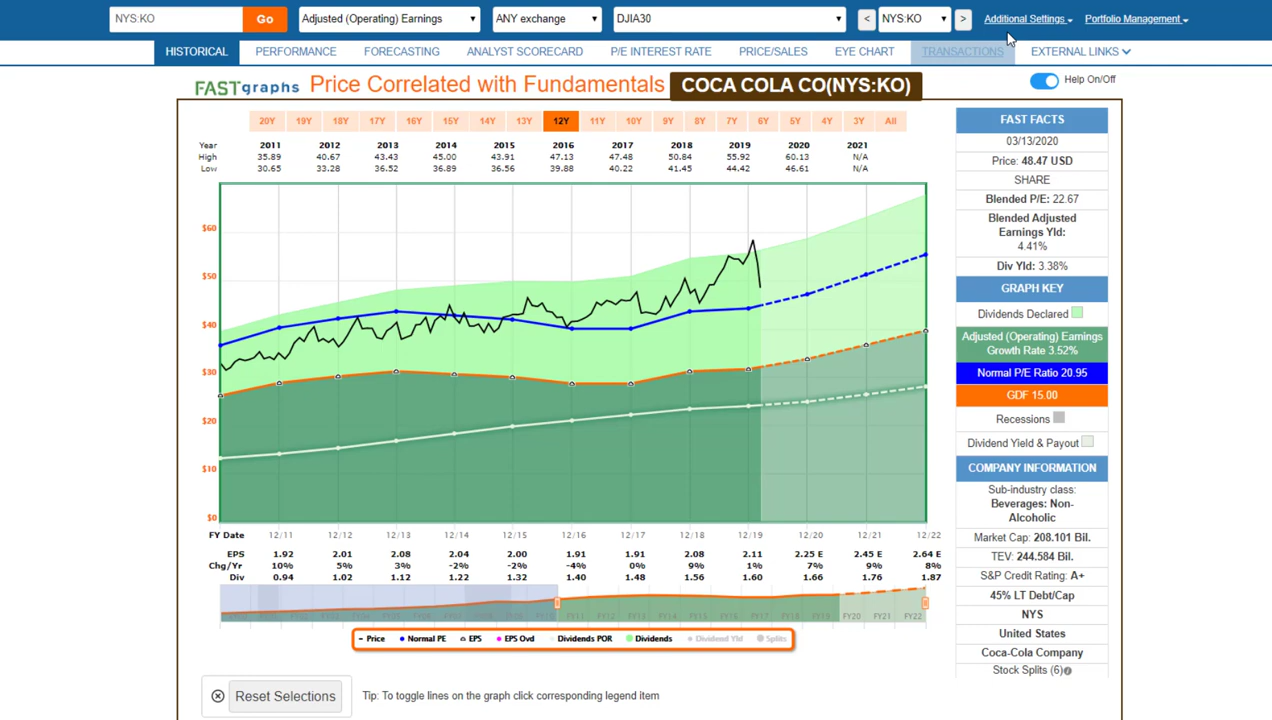 NYS:KO Go Adjusted (Operating) Earnings ANY exchange DJIA30 < NYS:KO > Additional Settings Portfolio Management
HISTORICAL PERFORMANCE FORECASTING ANALYST SCORECARD P/E INTEREST RATE PRICE/SALES EYE CHART TRANSACTIONS EXTERNAL LINKS
FASTgraphs Price Correlated with Fundamentals COCA COLA CO(NYS:KO) Help On/Off
20Y 19Y 18Y 17Y 16Y 15Y 14Y 13Y 12Y 11Y 10Y 9Y 8Y 7Y 6Y 5Y 4Y 3Y All
Year 2011 2012 2013 2014 2015 2016 2017 2018 2019 2020 2021
High 35.89 40.67 43.43 45.00 43.91 47.13 47.48 50.84 55.92 60.13 N/A
Low 30.65 33.28 36.52 36.89 36.56 39.88 40.22 41.45 44.42 46.61 N/A
$60
$50
$40
$30
$20
$10
$0
FY Date 12/11 12/12 12/13 12/14 12/15 12/16 12/17 12/18 12/19 12/20 12/21 12/22
EPS 1.92 2.01 2.08 2.04 2.00 1.91 1.91 2.08 2.11 2.25 E 2.45 E 2.64 E
Chg/Yr 10% 5% 3% -2% -2% -4% 0% 9% 1% 7% 9% 8%
Div 0.94 1.02 1.12 1.22 1.32 1.40 1.48 1.56 1.60 1.66 1.76 1.87
FY11 FY12 FY13 FY14 FY15 FY16 FY17 FY18 FY19 FY20 FY21 FY22
Price Normal PE EPS EPS Ovd Dividends POR Dividends Dividend Yld Splits
Reset Selections Tip: To toggle lines on the graph click corresponding legend item
FAST FACTS
03/13/2020
Price: 48.47 USD
SHARE
Blended P/E: 22.67
Blended Adjusted
Earnings Yld:
4.41%
Div Yld: 3.38%
GRAPH KEY
Dividends Declared
Adjusted (Operating) Earnings
Growth Rate 3.52%
Normal P/E Ratio 20.95
GDF 15.00
Recessions
Dividend Yield & Payout
COMPANY INFORMATION
Sub-industry class:
Beverages: Non-
Alcoholic
Market Cap: 208.101 Bil.
TEV: 244.584 Bil.
S&P Credit Rating: A+
45% LT Debt/Cap
NYS
United States
Coca-Cola Company
Stock Splits (6)